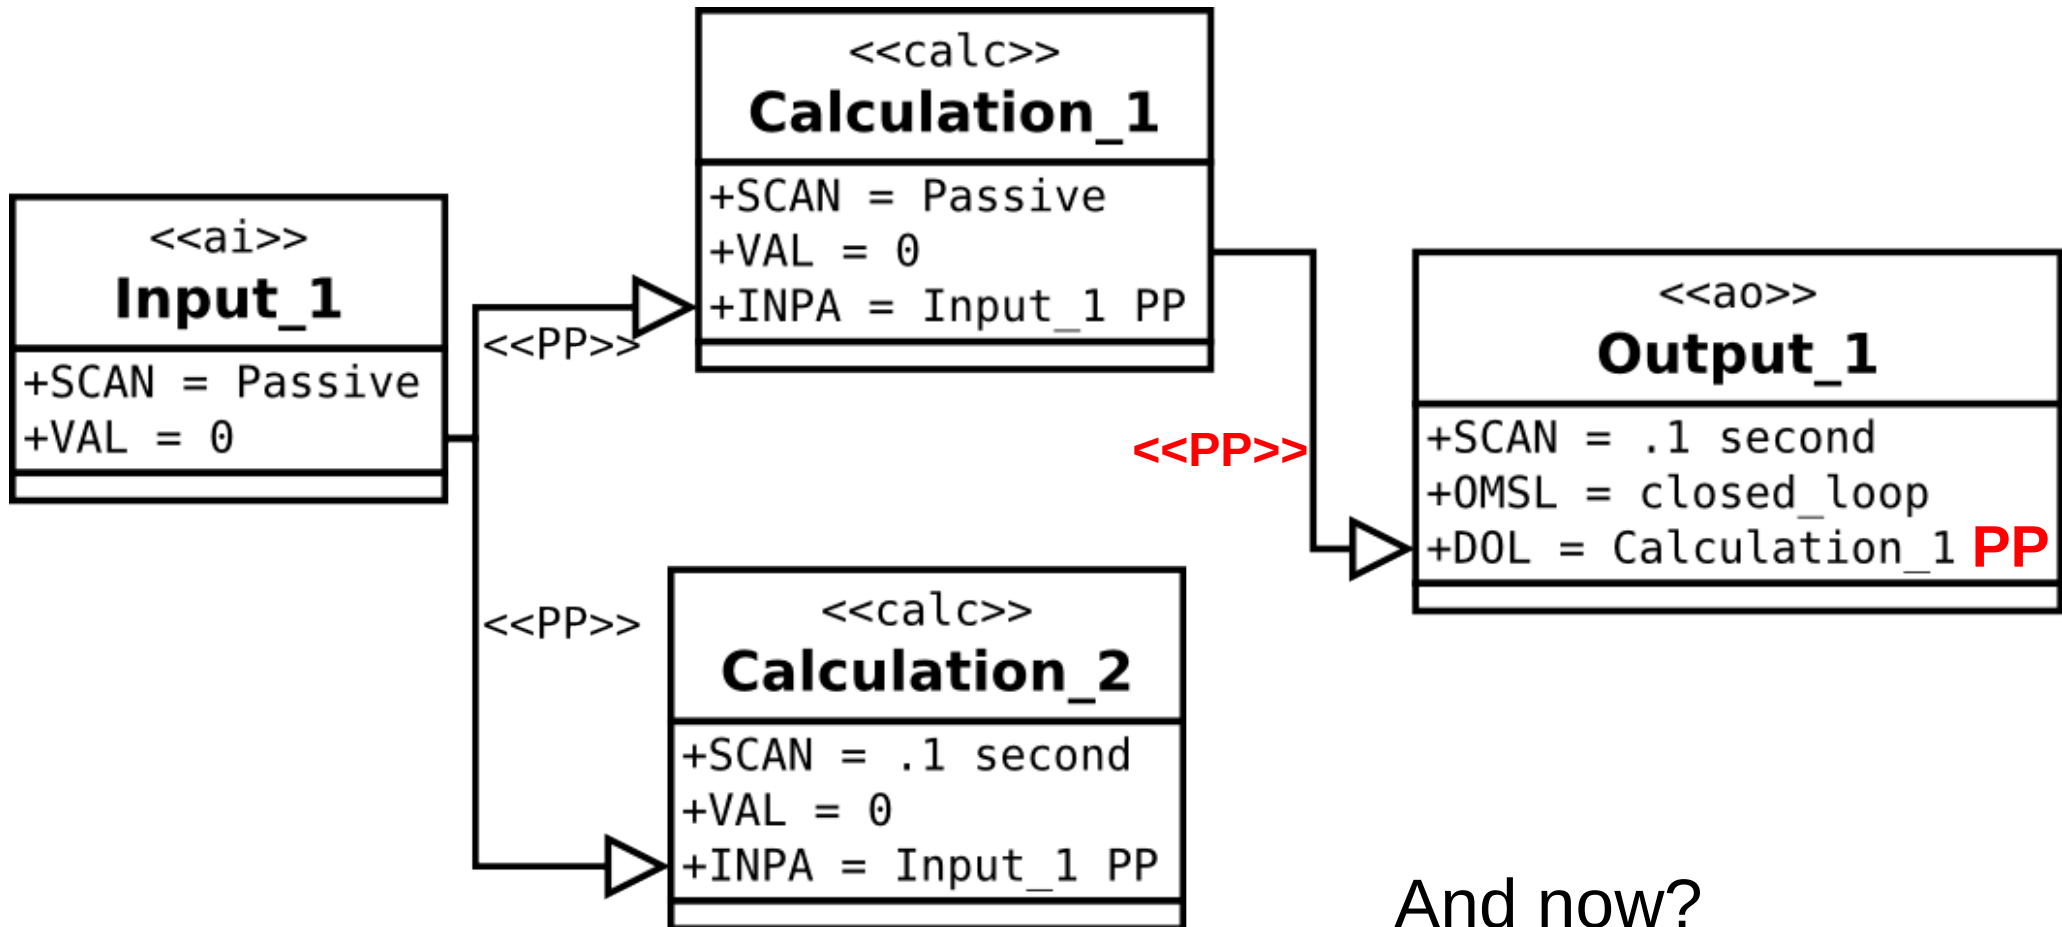 <<ai>>
Input_1
+SCAN = Passive
+VAL = 0
<<PP>>
<<PP>>
<<calc>>
Calculation_1
+SCAN = Passive
+VAL = 0
+INPA = Input_1 PP
<<calc>>
Calculation_2
+SCAN = .1 second
+VAL = 0
+INPA = Input_1 PP
<<PP>>
<<ao>>
Output_1
+SCAN = .1 second
+OMSL = closed_loop
+DOL = Calculation_1 PP
And now?